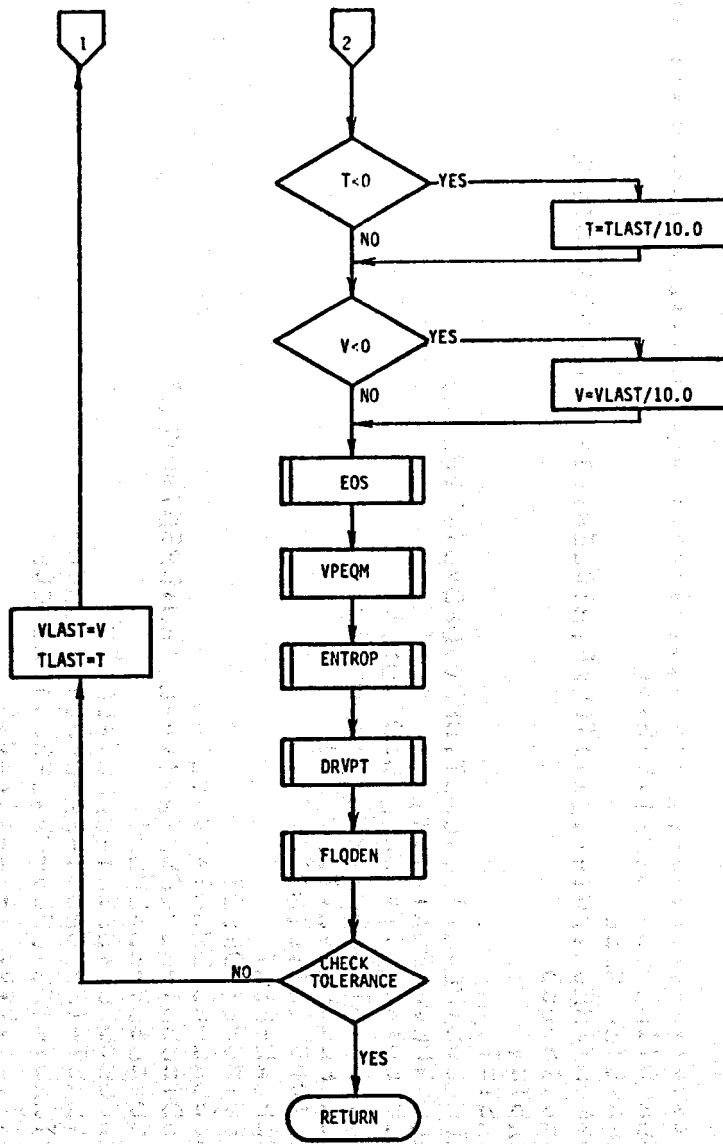 1
2
T<0
YES
T=TLAST/10.0
NO
V<0
YES
V=VLAST/10.0
NO
EOS
VPEQM
VLAST=V
TLAST=T
ENTROP
DRVPT
FLQDEN
CHECK
TOLERANCE
NO
YES
RETURN